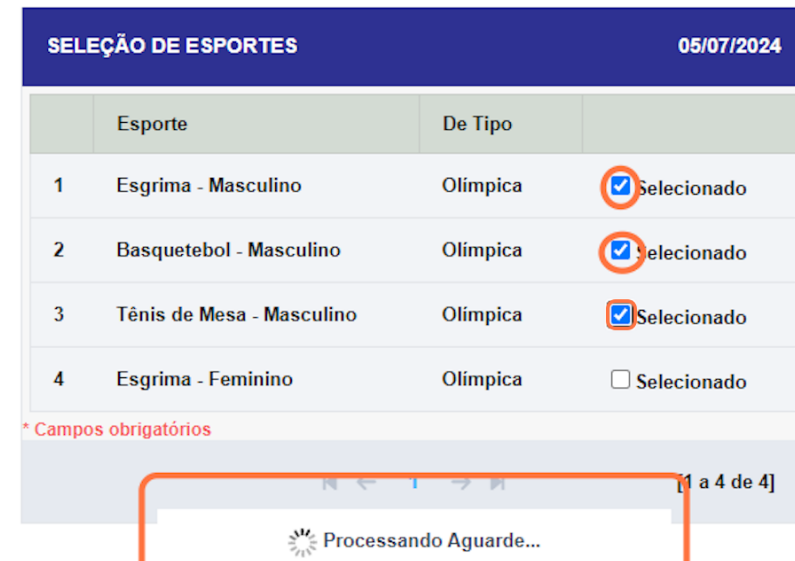 SELEÇÃO DE ESPORTES 05/07/2024
Esporte De Tipo
1 Esgrima - Masculino Olímpica Selecionado
2 Basquetebol - Masculino Olímpica Selecionado
3 Tênis de Mesa - Masculino Olímpica Selecionado
4 Esgrima - Feminino Olímpica Selecionado
* Campos obrigatórios
1 [1 a 4 de 4]
Processando Aguarde...